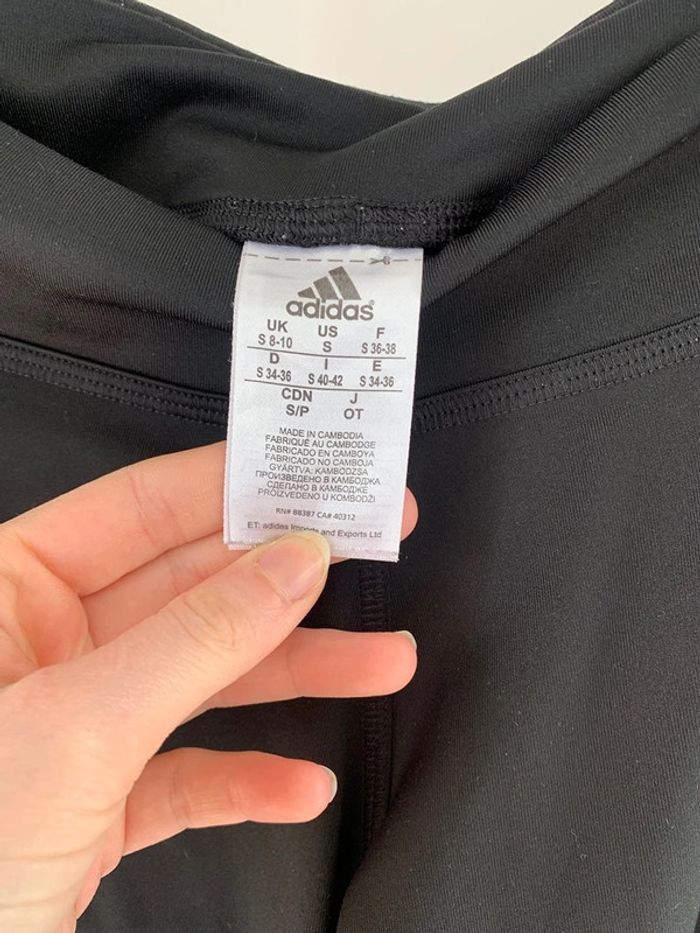 adidas®
UK US F
S 8-10 S S 36-38
D I E
S 34-36 S 40-42 S 34-36
CDN J
S/P OT
MADE IN CAMBODIA
FABRIQUÉ AU CAMBODGE
FABRICADO EN CAMBOYA
FABRICADO NO CAMBOJA
GYÁRTVA: KAMBODZSA
ПРОИЗВЕДЕНО В КАМБОДЖА
СДЕЛАНО В КАМБОДЖЕ
PROIZVEDENO U KOMBODŽI
RN# 88387 CA# 40312
ET: adidas Imports and Exports Ltd